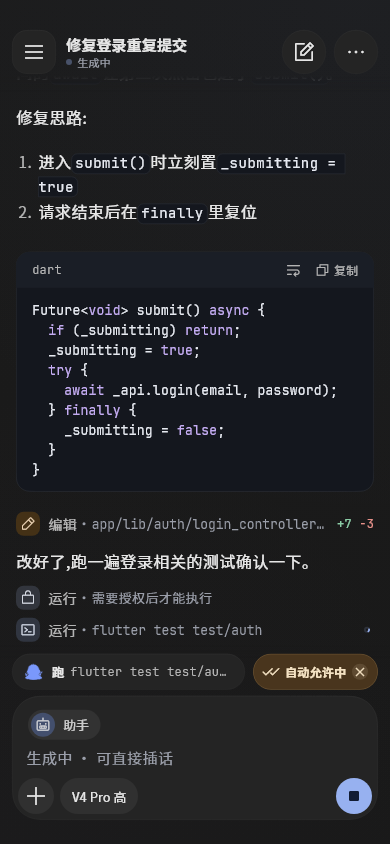 修复登录重复提交
生成中
修复思路:
1. 进入 submit() 时立刻置 _submitting =
true
2. 请求结束后在 finally 里复位
dart
复制
Future<void> submit() async {
  if (_submitting) return;
  _submitting = true;
  try {
    await _api.login(email, password);
  } finally {
    _submitting = false;
  }
}
编辑 · app/lib/auth/login_controller… +7 -3
改好了,跑一遍登录相关的测试确认一下。
运行 · 需要授权后才能执行
运行 · flutter test test/auth
跑 flutter test test/au…
自动允许中
助手
生成中 · 可直接插话
V4 Pro 高